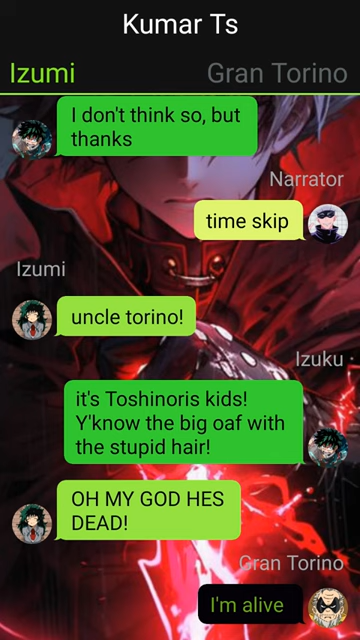 Kumar Ts
Izumi
Gran Torino
I don't think so, but
thanks
Narrator
time skip
Izumi
uncle torino!
Izuku
it's Toshinoris kids!
Y'know the big oaf with
the stupid hair!
OH MY GOD HES
DEAD!
Gran Torino
I'm alive